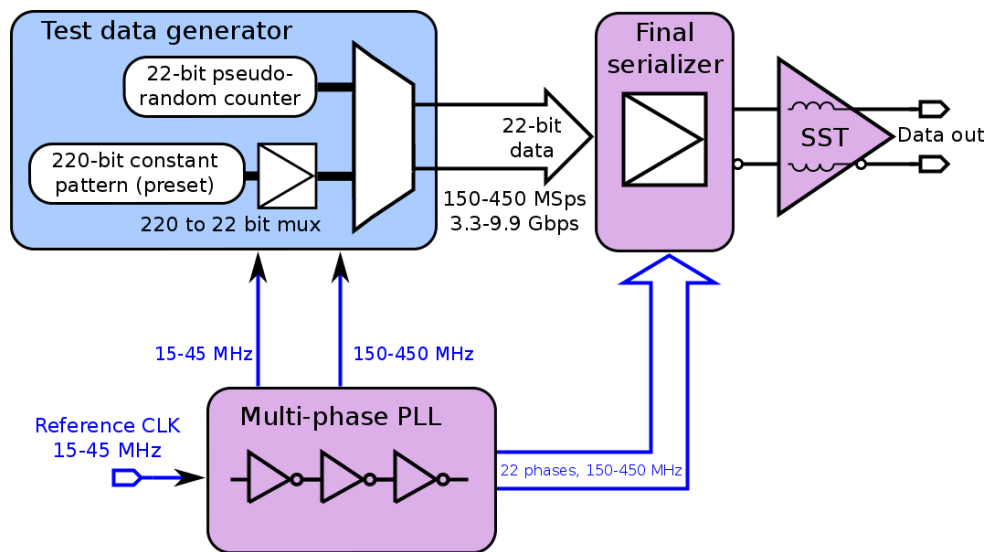 Test data generator
22-bit pseudo-
random counter
220-bit constant
pattern (preset)
220 to 22 bit mux
22-bit
data
150-450 MSps
3.3-9.9 Gbps
Final
serializer
SST
Data out
15-45 MHz
150-450 MHz
Reference CLK
15-45 MHz
Multi-phase PLL
22 phases, 150-450 MHz